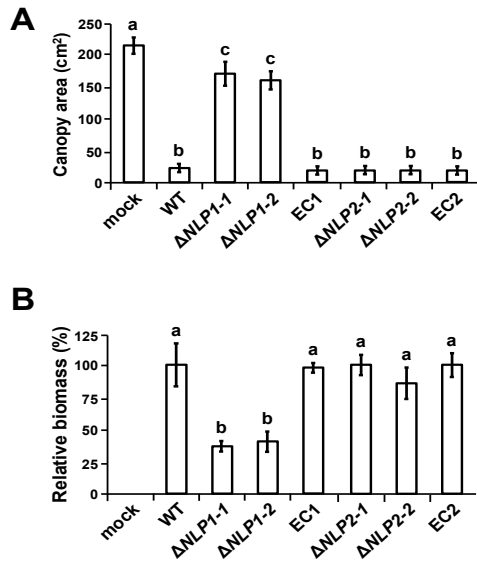 A
Canopy area (cm²)
250
200
150
100
50
0
a
b
c
c
b
b
b
b
mock
WT
ΔNLP1-1
ΔNLP1-2
EC1
ΔNLP2-1
ΔNLP2-2
EC2
B
Relative biomass (%)
125
100
75
50
25
0
a
b
b
a
a
a
a
mock
WT
ΔNLP1-1
ΔNLP1-2
EC1
ΔNLP2-1
ΔNLP2-2
EC2